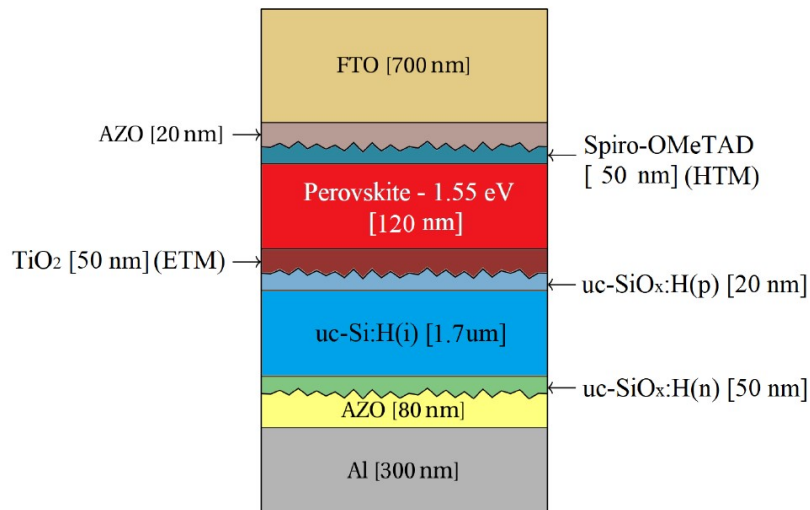 FTO [700 nm]
AZO [20 nm]
Spiro-OMeTAD
[ 50 nm] (HTM)
Perovskite - 1.55 eV
[120 nm]
TiO₂ [50 nm] (ETM)
uc-SiOₓ:H(p) [20 nm]
uc-Si:H(i) [1.7um]
uc-SiOₓ:H(n) [50 nm]
AZO [80 nm]
Al [300 nm]